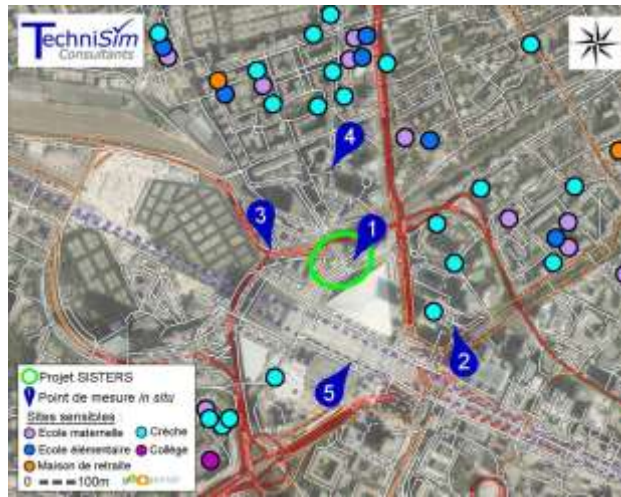 TechniSim
Consultants
4
3
1
2
5
Projet SISTERS
Point de mesure in situ
Sites sensibles
Ecole maternelle
Crèche
Ecole élémentaire
Collège
Maison de retraite
0 100m